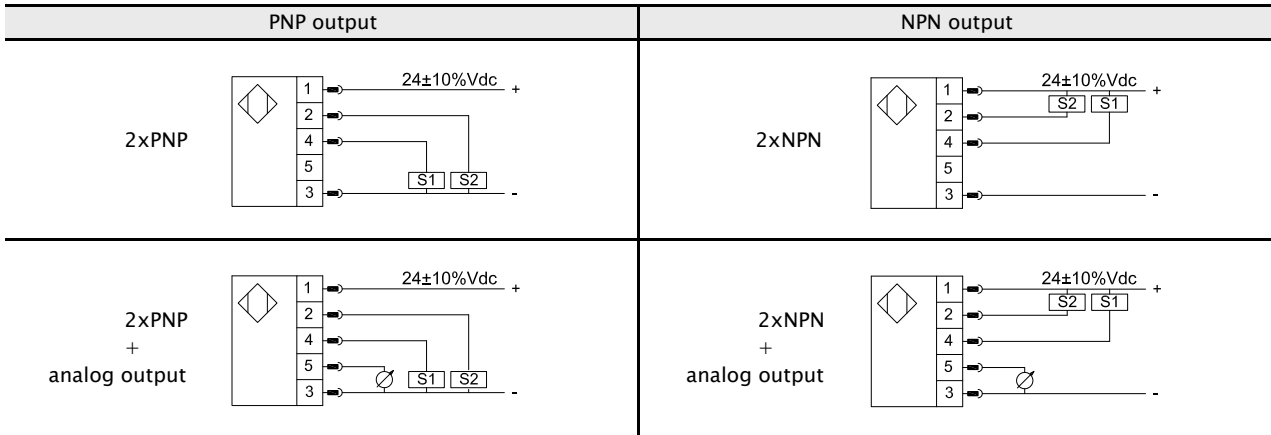 PNP output
NPN output
2xPNP
1
2
4
5
3
24±10%Vdc
+
S1 S2
-
2xNPN
1
2
4
5
3
24±10%Vdc
+
S2 S1
-
2xPNP
+
analog output
1
2
4
5
3
24±10%Vdc
+
S1 S2
-
2xNPN
+
analog output
1
2
4
5
3
24±10%Vdc
+
S2 S1
-